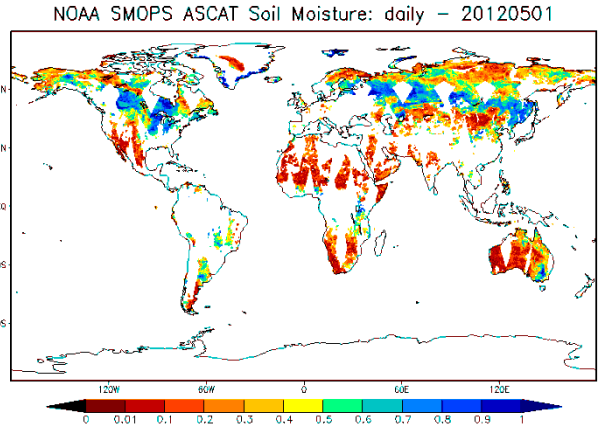 NOAA SMOPS ASCAT Soil Moisture: daily - 20120501
N
N
Q
S
S
120W 60W 0 60E 120E
0 0.01 0.1 0.2 0.3 0.4 0.5 0.6 0.7 0.8 0.9 1